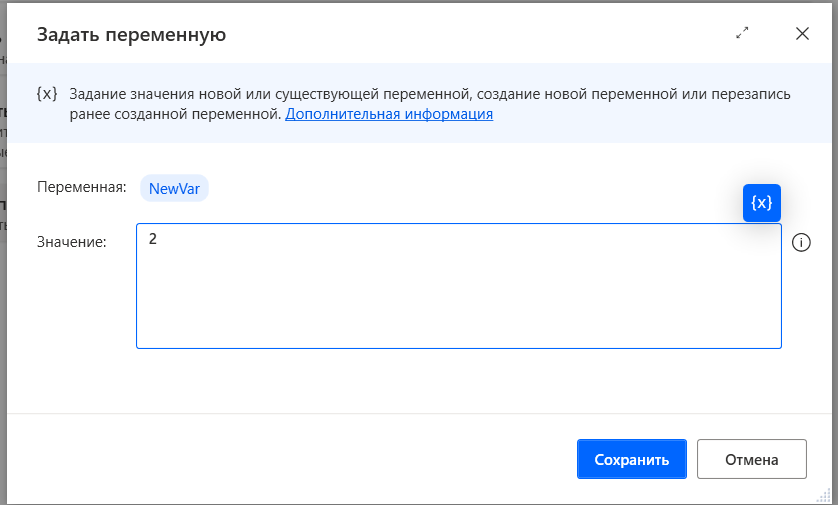 Задать переменную
{x} Задание значения новой или существующей переменной, создание новой переменной или перезапись
ранее созданной переменной. Дополнительная информация
Переменная: NewVar
{x}
Значение: 2
Сохранить Отмена